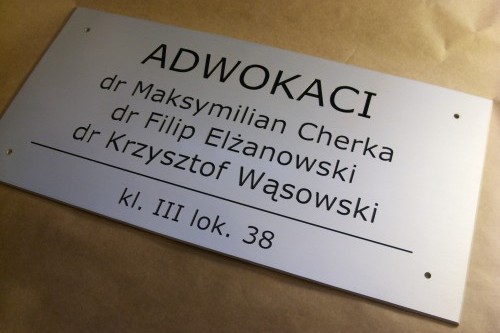 ADWOKACI
dr Maksymilian Cherka
dr Filip Elżanowski
dr Krzysztof Wąsowski
kl. III lok. 38